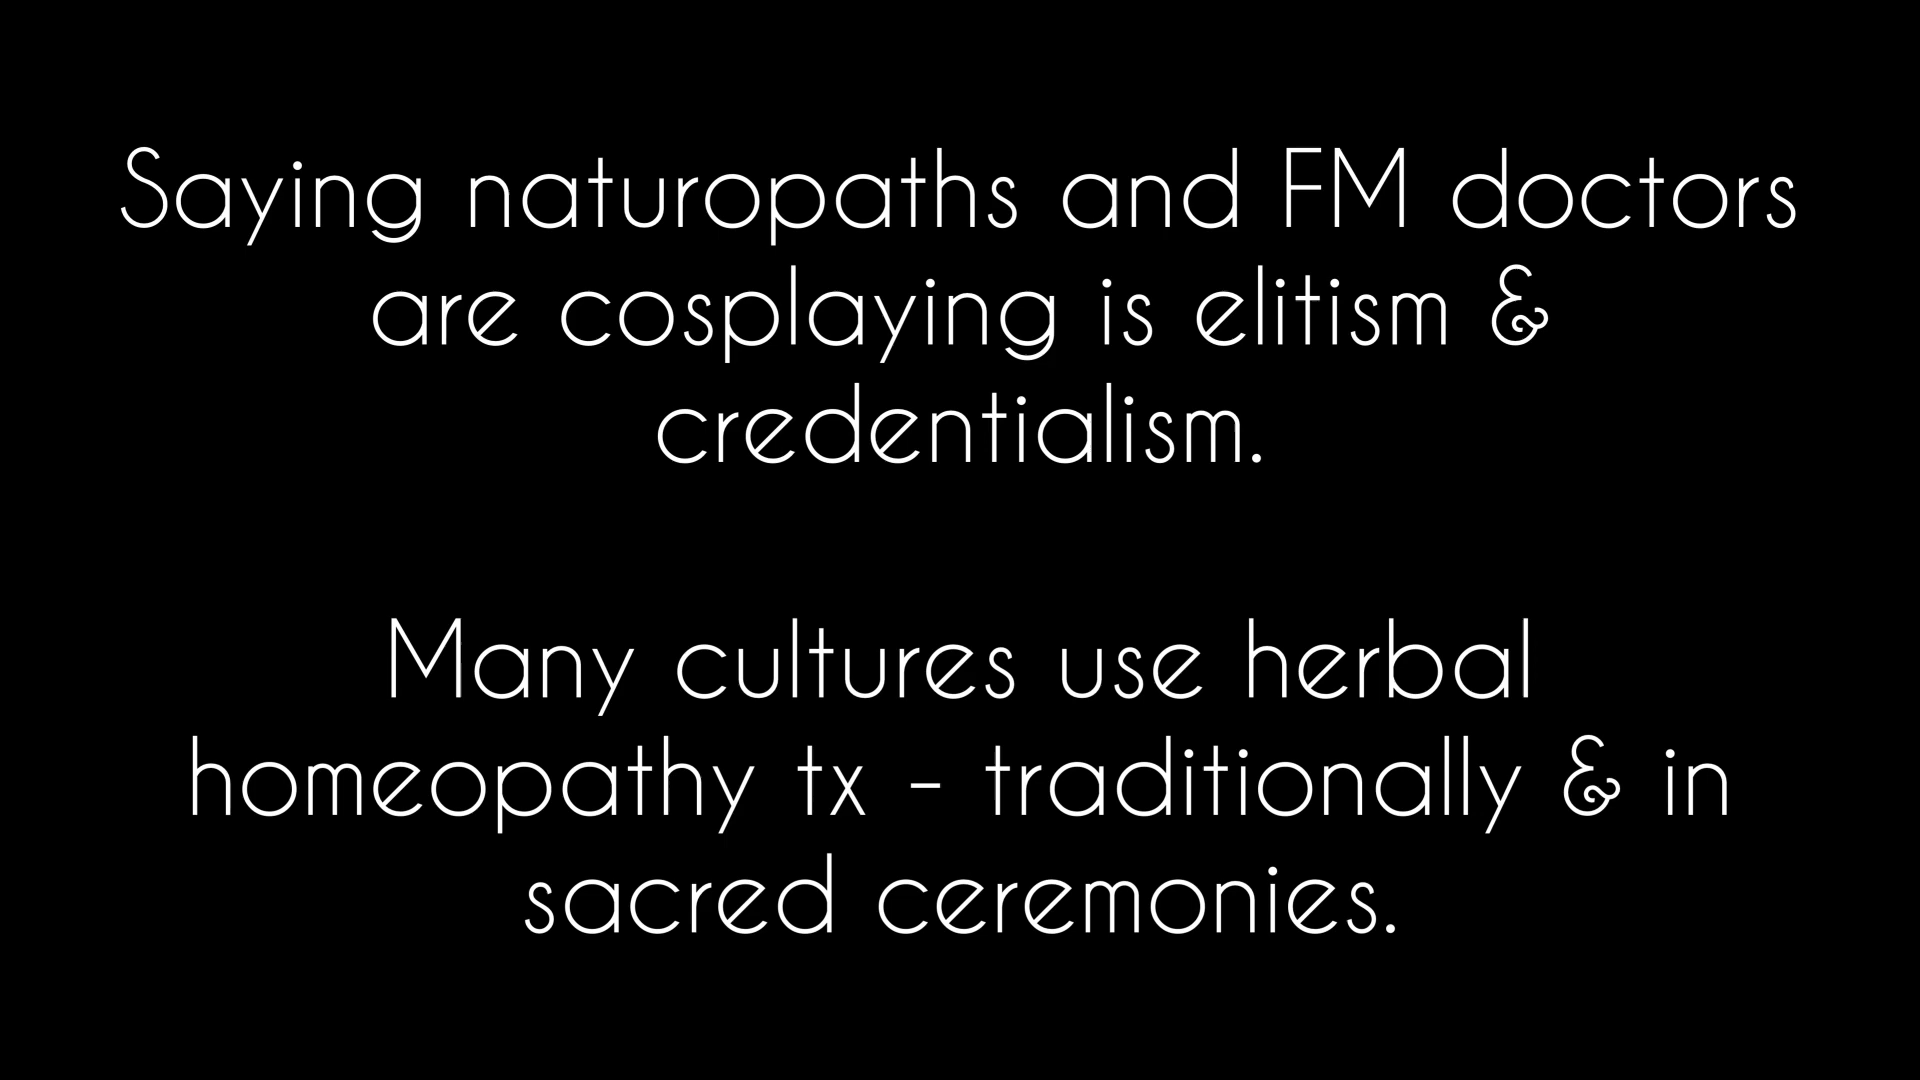 Saying naturopaths and FM doctors
are cosplaying is elitism &
credentialism.
Many cultures use herbal
homeopathy tx - traditionally & in
sacred ceremonies.